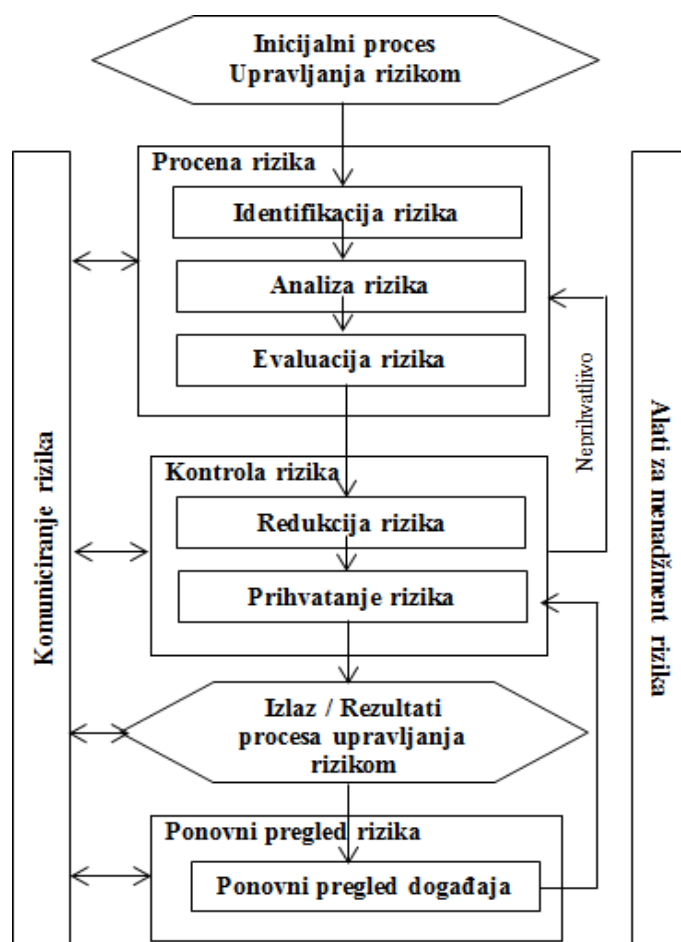 Inicijalni proces
Upravljanja rizikom
Procena rizika
Identifikacija rizika
Analiza rizika
Evaluacija rizika
Neprihvatljivo
Kontrola rizika
Redukcija rizika
Prihvatanje rizika
Komuniciranje rizika
Alati za menadžment rizika
Izlaz / Rezultati
procesa upravljanja
rizikom
Ponovni pregled rizika
Ponovni pregled događaja